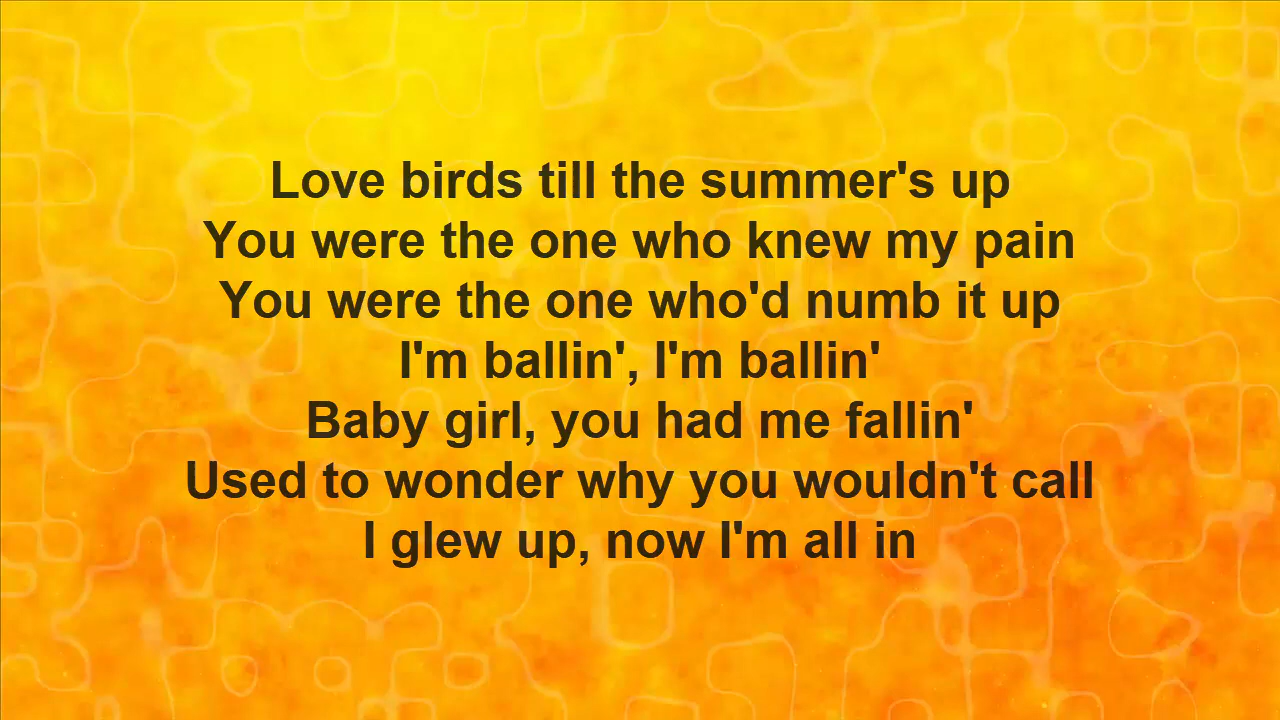 Love birds till the summer's up
You were the one who knew my pain
You were the one who'd numb it up
I'm ballin', I'm ballin'
Baby girl, you had me fallin'
Used to wonder why you wouldn't call
I glew up, now I'm all in